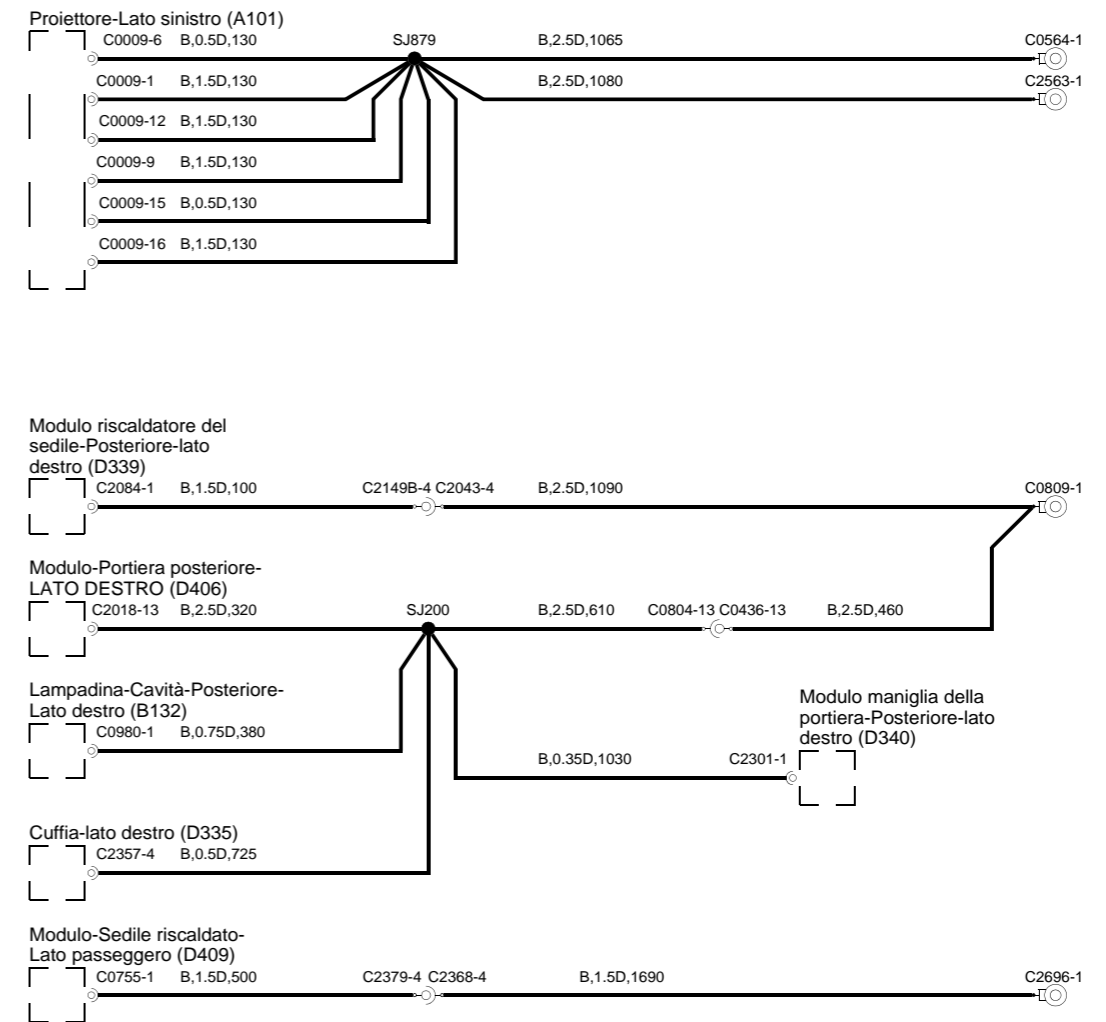 Proiettore-Lato sinistro (A101)
C0009-6 B,0.5D,130 SJ879 B,2.5D,1065 C0564-1
C0009-1 B,1.5D,130 B,2.5D,1080 C2563-1
C0009-12 B,1.5D,130
C0009-9 B,1.5D,130
C0009-15 B,0.5D,130
C0009-16 B,1.5D,130
Modulo riscaldatore del
sedile-Posteriore-lato
destro (D339)
C2084-1 B,1.5D,100 C2149B-4 C2043-4 B,2.5D,1090 C0809-1
Modulo-Portiera posteriore-
LATO DESTRO (D406)
C2018-13 B,2.5D,320 SJ200 B,2.5D,610 C0804-13 C0436-13 B,2.5D,460
Lampadina-Cavità-Posteriore-
Lato destro (B132)
C0980-1 B,0.75D,380
Modulo maniglia della
portiera-Posteriore-lato
destro (D340)
B,0.35D,1030 C2301-1
Cuffia-lato destro (D335)
C2357-4 B,0.5D,725
Modulo-Sedile riscaldato-
Lato passeggero (D409)
C0755-1 B,1.5D,500 C2379-4 C2368-4 B,1.5D,1690 C2696-1